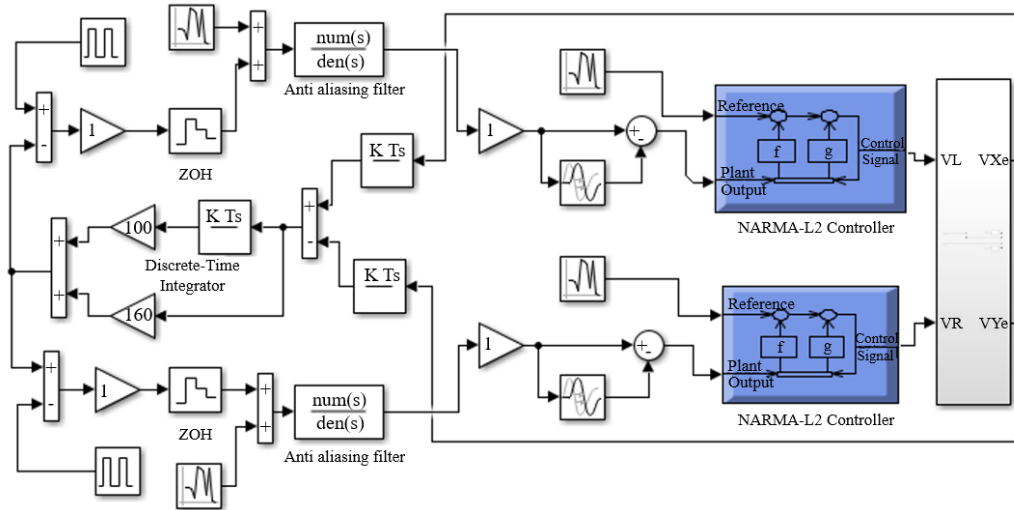 +
+
num(s)
den(s)
Anti aliasing filter
+
-
1
ZOH
K Ts
1
+
-
Reference
f
g
Control
Signal
Plant
Output
NARMA-L2 Controller
VL
VXe
+
+
100
K Ts
Discrete-Time
Integrator
160
+
-
K Ts
Reference
f
g
Control
Signal
Plant
Output
NARMA-L2 Controller
VR
VYe
+
-
1
ZOH
+
+
num(s)
den(s)
Anti aliasing filter
1
+
-